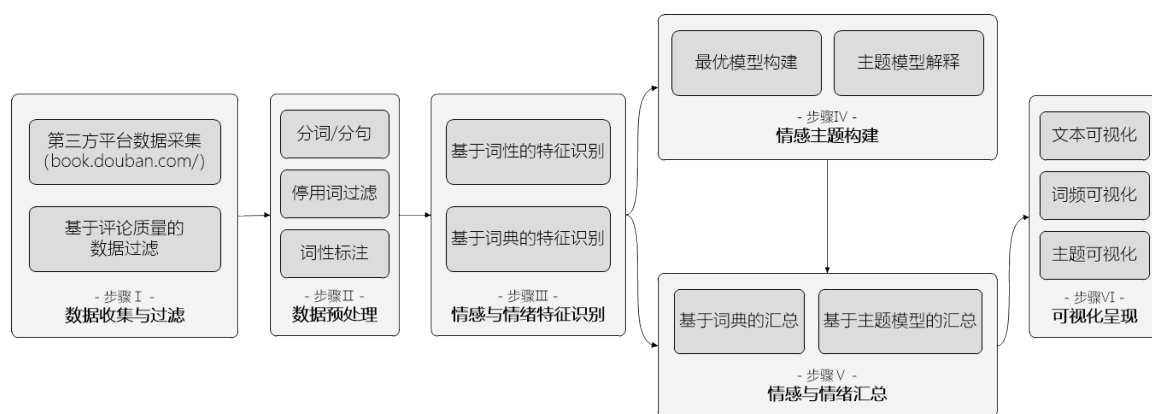 第三方平台数据采集
(book.douban.com/)
基于评论质量的
数据过滤
- 步骤Ⅰ -
数据收集与过滤
分词/分句
停用词过滤
词性标注
- 步骤Ⅱ -
数据预处理
基于词性的特征识别
基于词典的特征识别
- 步骤Ⅲ -
情感与情绪特征识别
最优模型构建
主题模型解释
- 步骤IV -
情感主题构建
基于词典的汇总
基于主题模型的汇总
- 步骤Ⅴ -
情感与情绪汇总
文本可视化
词频可视化
主题可视化
- 步骤VI -
可视化呈现